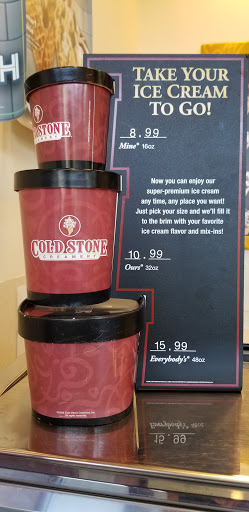 TAKE YOUR
ICE CREAM
TO GO!
8.99
Mine® 16oz
Now you can enjoy our
super-premium ice cream
any time, any place you want!
Just pick your size and we'll fill it
to the brim with your favorite
ice cream flavor and mix-ins!
10.99
Ours® 32oz
15.99
Everybody's® 48oz
COLD STONE
CREAMERY
COLD STONE
CREAMERY